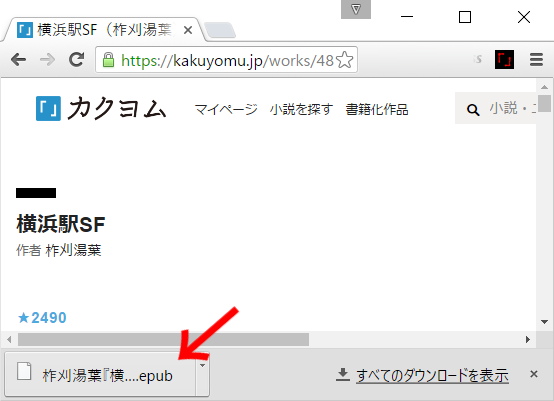 横浜駅SF（柞刈湯葉
https://kakuyomu.jp/works/48
カクヨム マイページ 小説を探す 書籍化作品 小説・ユ
横浜駅SF
作者 柞刈湯葉
★2490
柞刈湯葉『横....epub すべてのダウンロードを表示